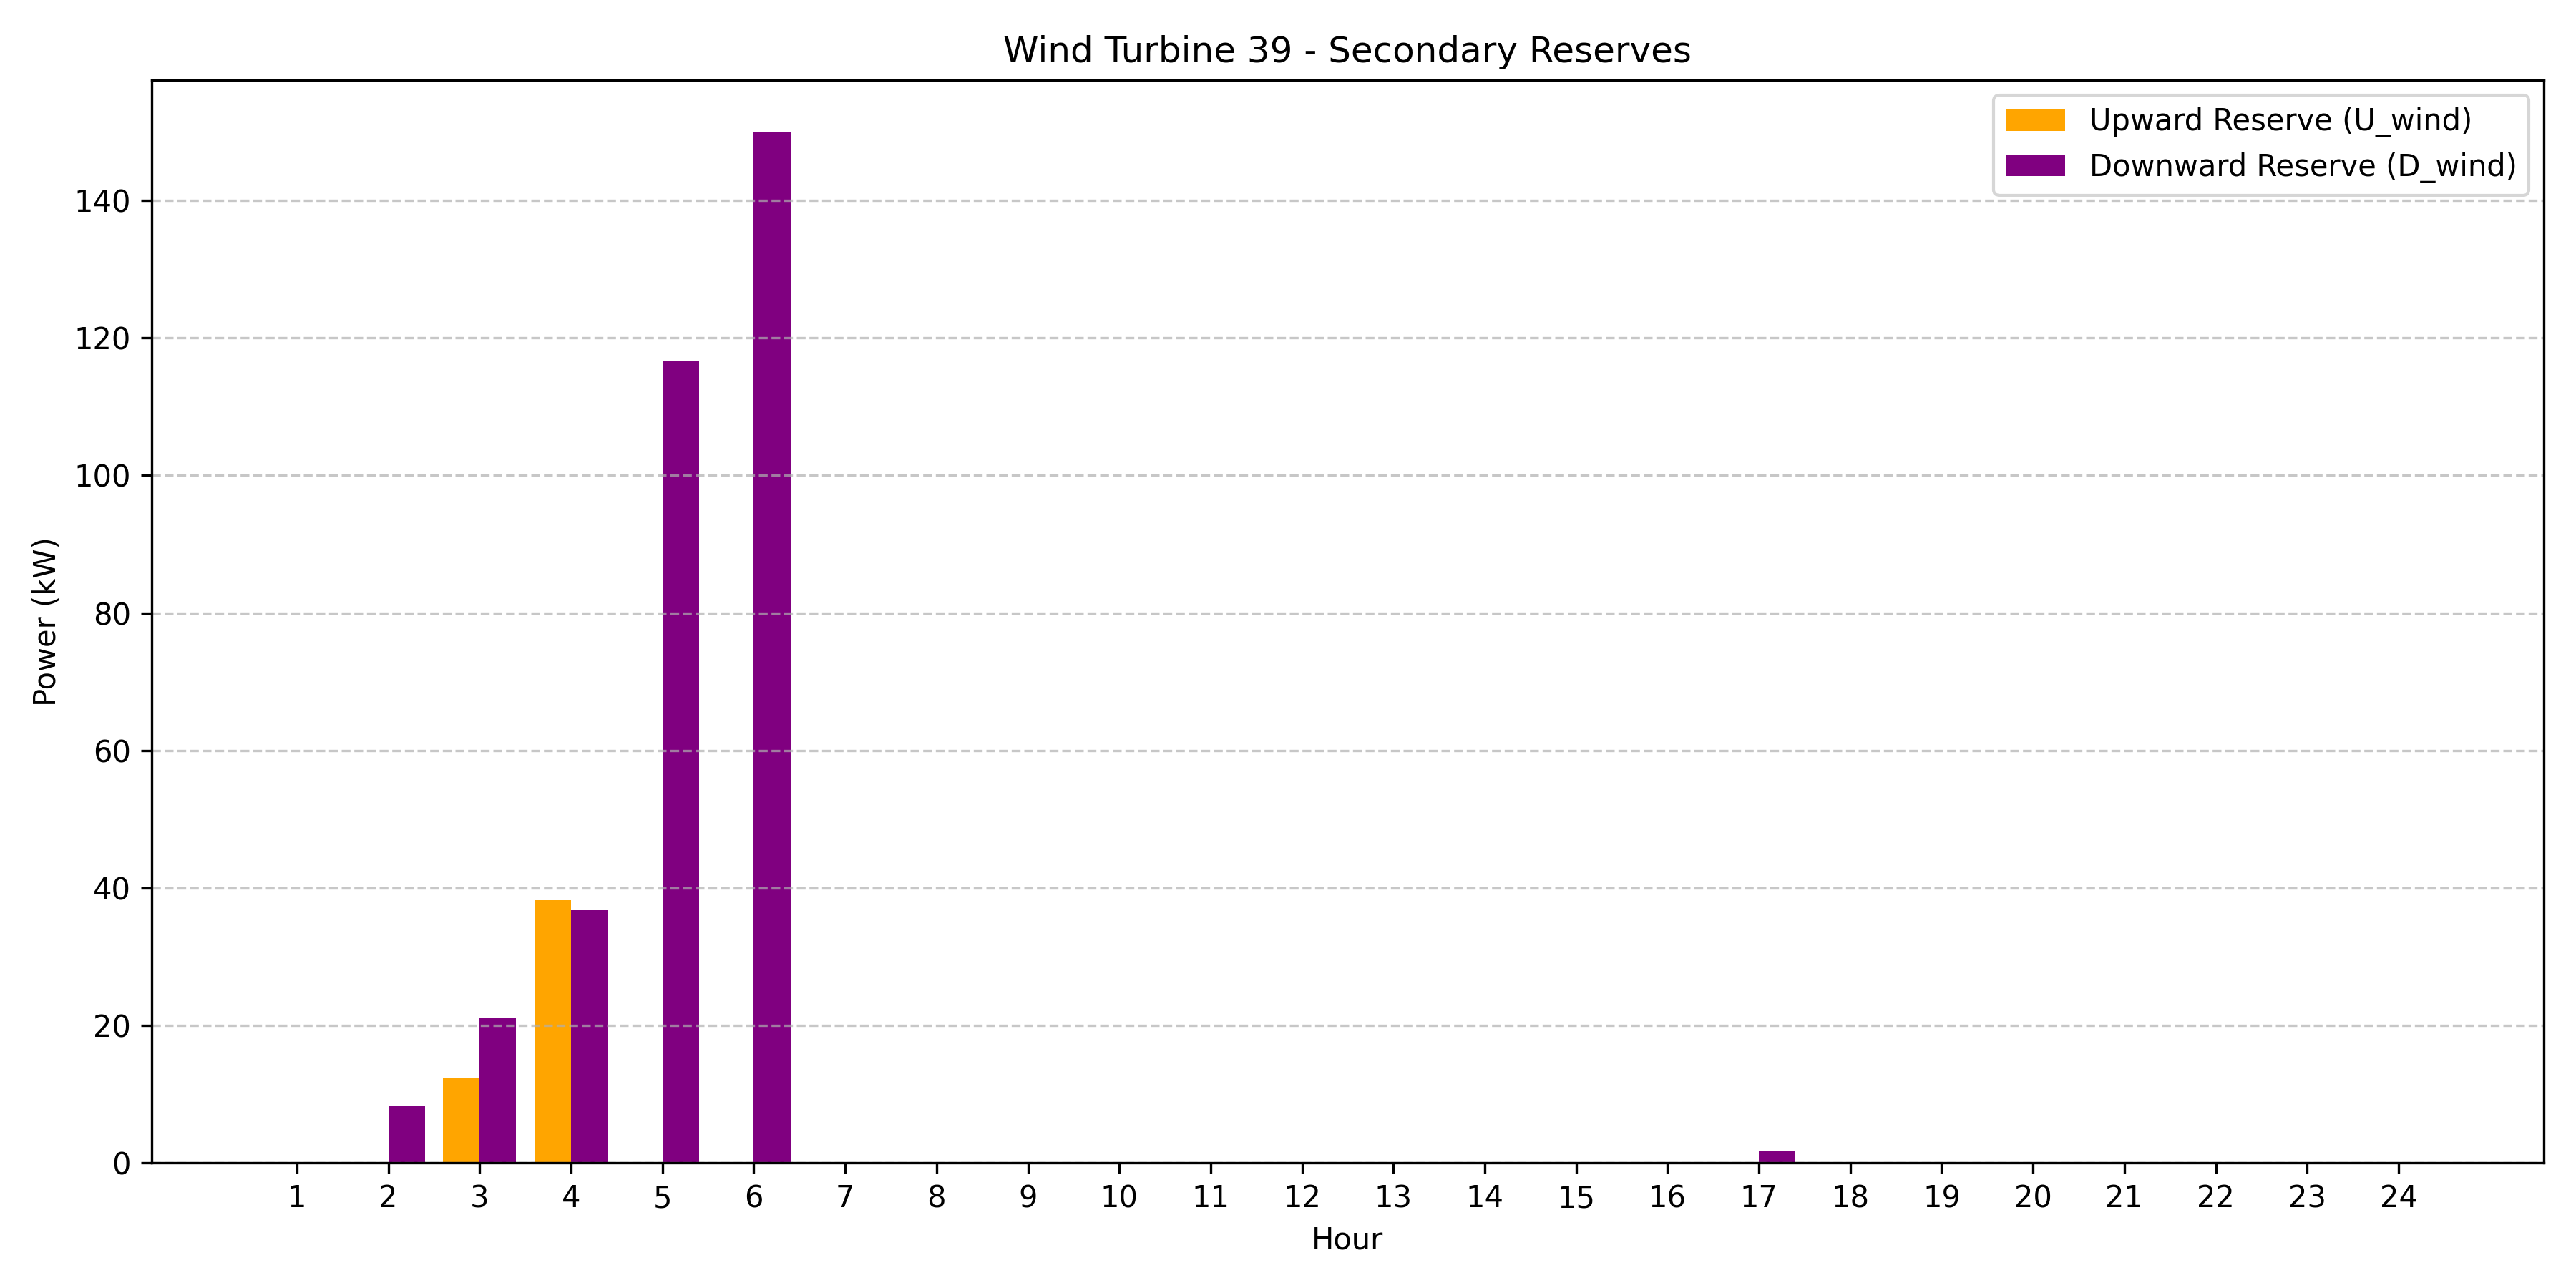 Wind Turbine 39 - Secondary Reserves
Upward Reserve (U_wind)
Downward Reserve (D_wind)
Power (kW)
140
120
100
80
60
40
20
0
1 2 3 4 5 6 7 8 9 10 11 12 13 14 15 16 17 18 19 20 21 22 23 24
Hour